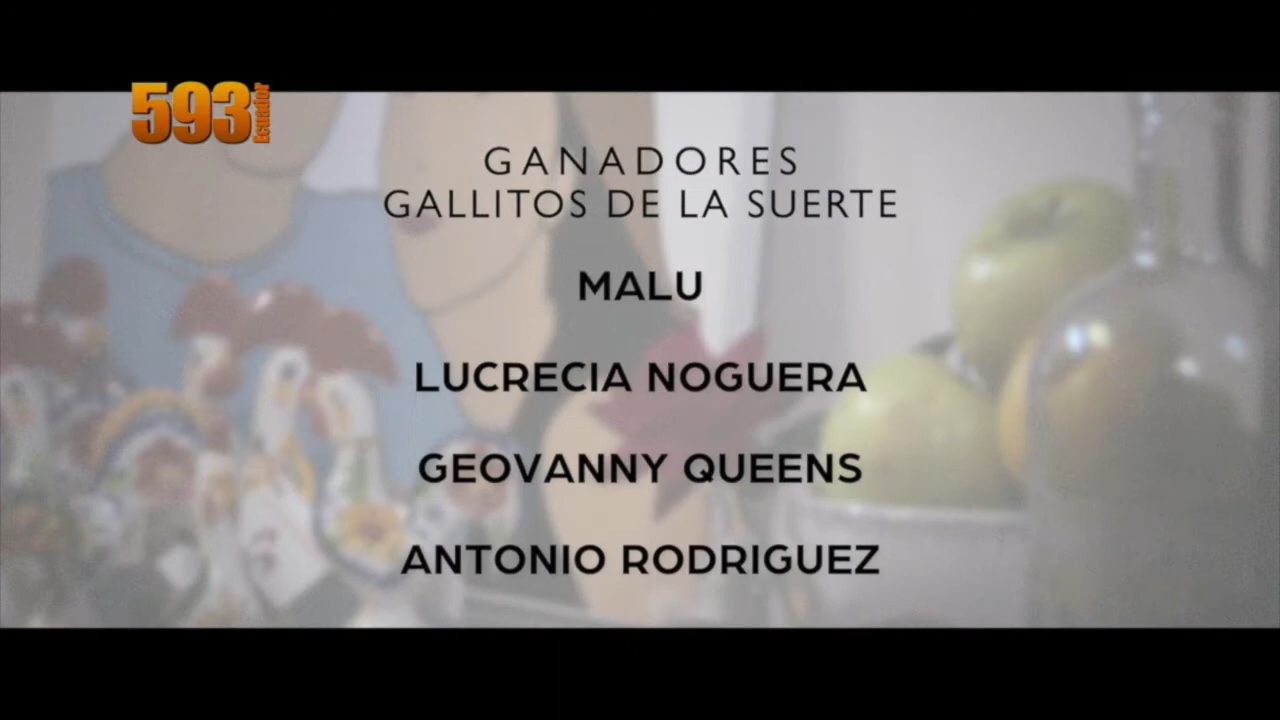 593
Ecuador
GANADORES
GALLITOS DE LA SUERTE
MALU
LUCRECIA NOGUERA
GEOVANNY QUEENS
ANTONIO RODRIGUEZ